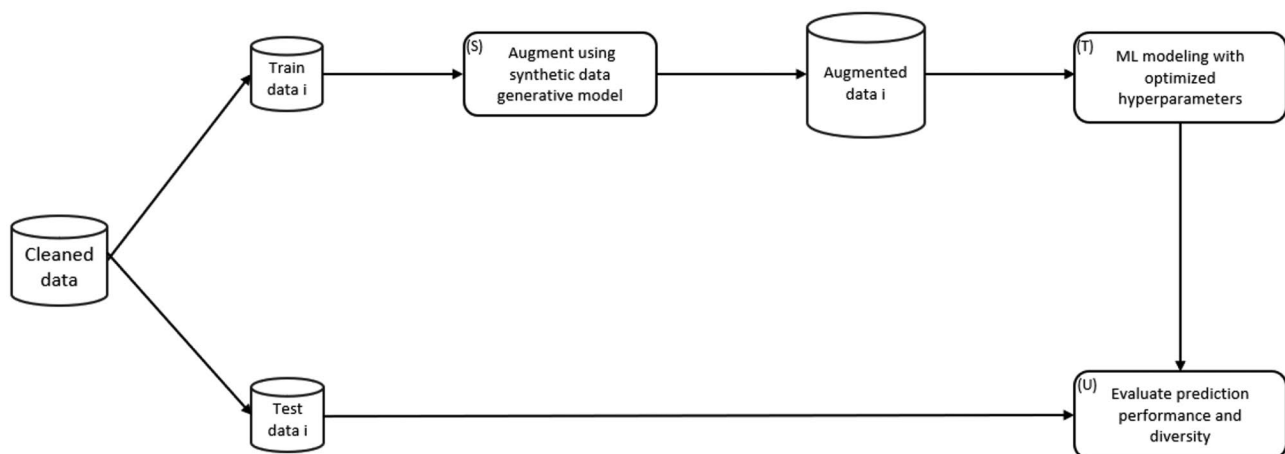 Cleaned
data
Train
data i
(S)
Augment using
synthetic data
generative model
Augmented
data i
(T)
ML modeling with
optimized
hyperparameters
Test
data i
(U)
Evaluate prediction
performance and
diversity